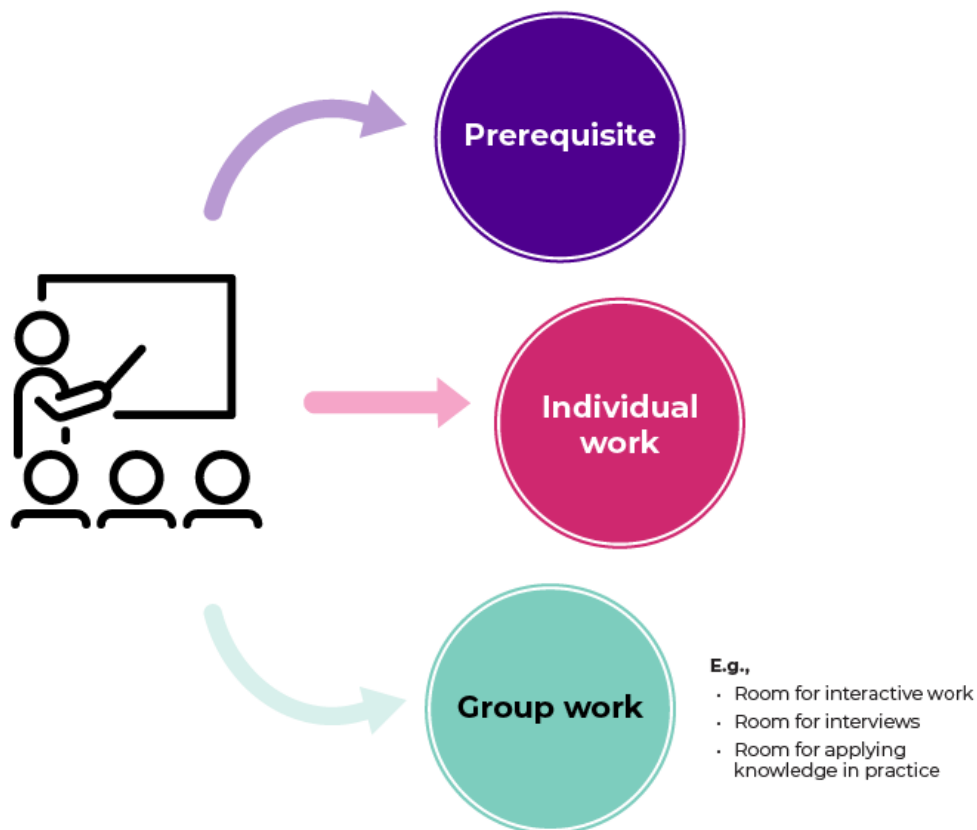 Prerequisite
Individual
work
Group work
E.g.,
· Room for interactive work
· Room for interviews
· Room for applying
knowledge in practice